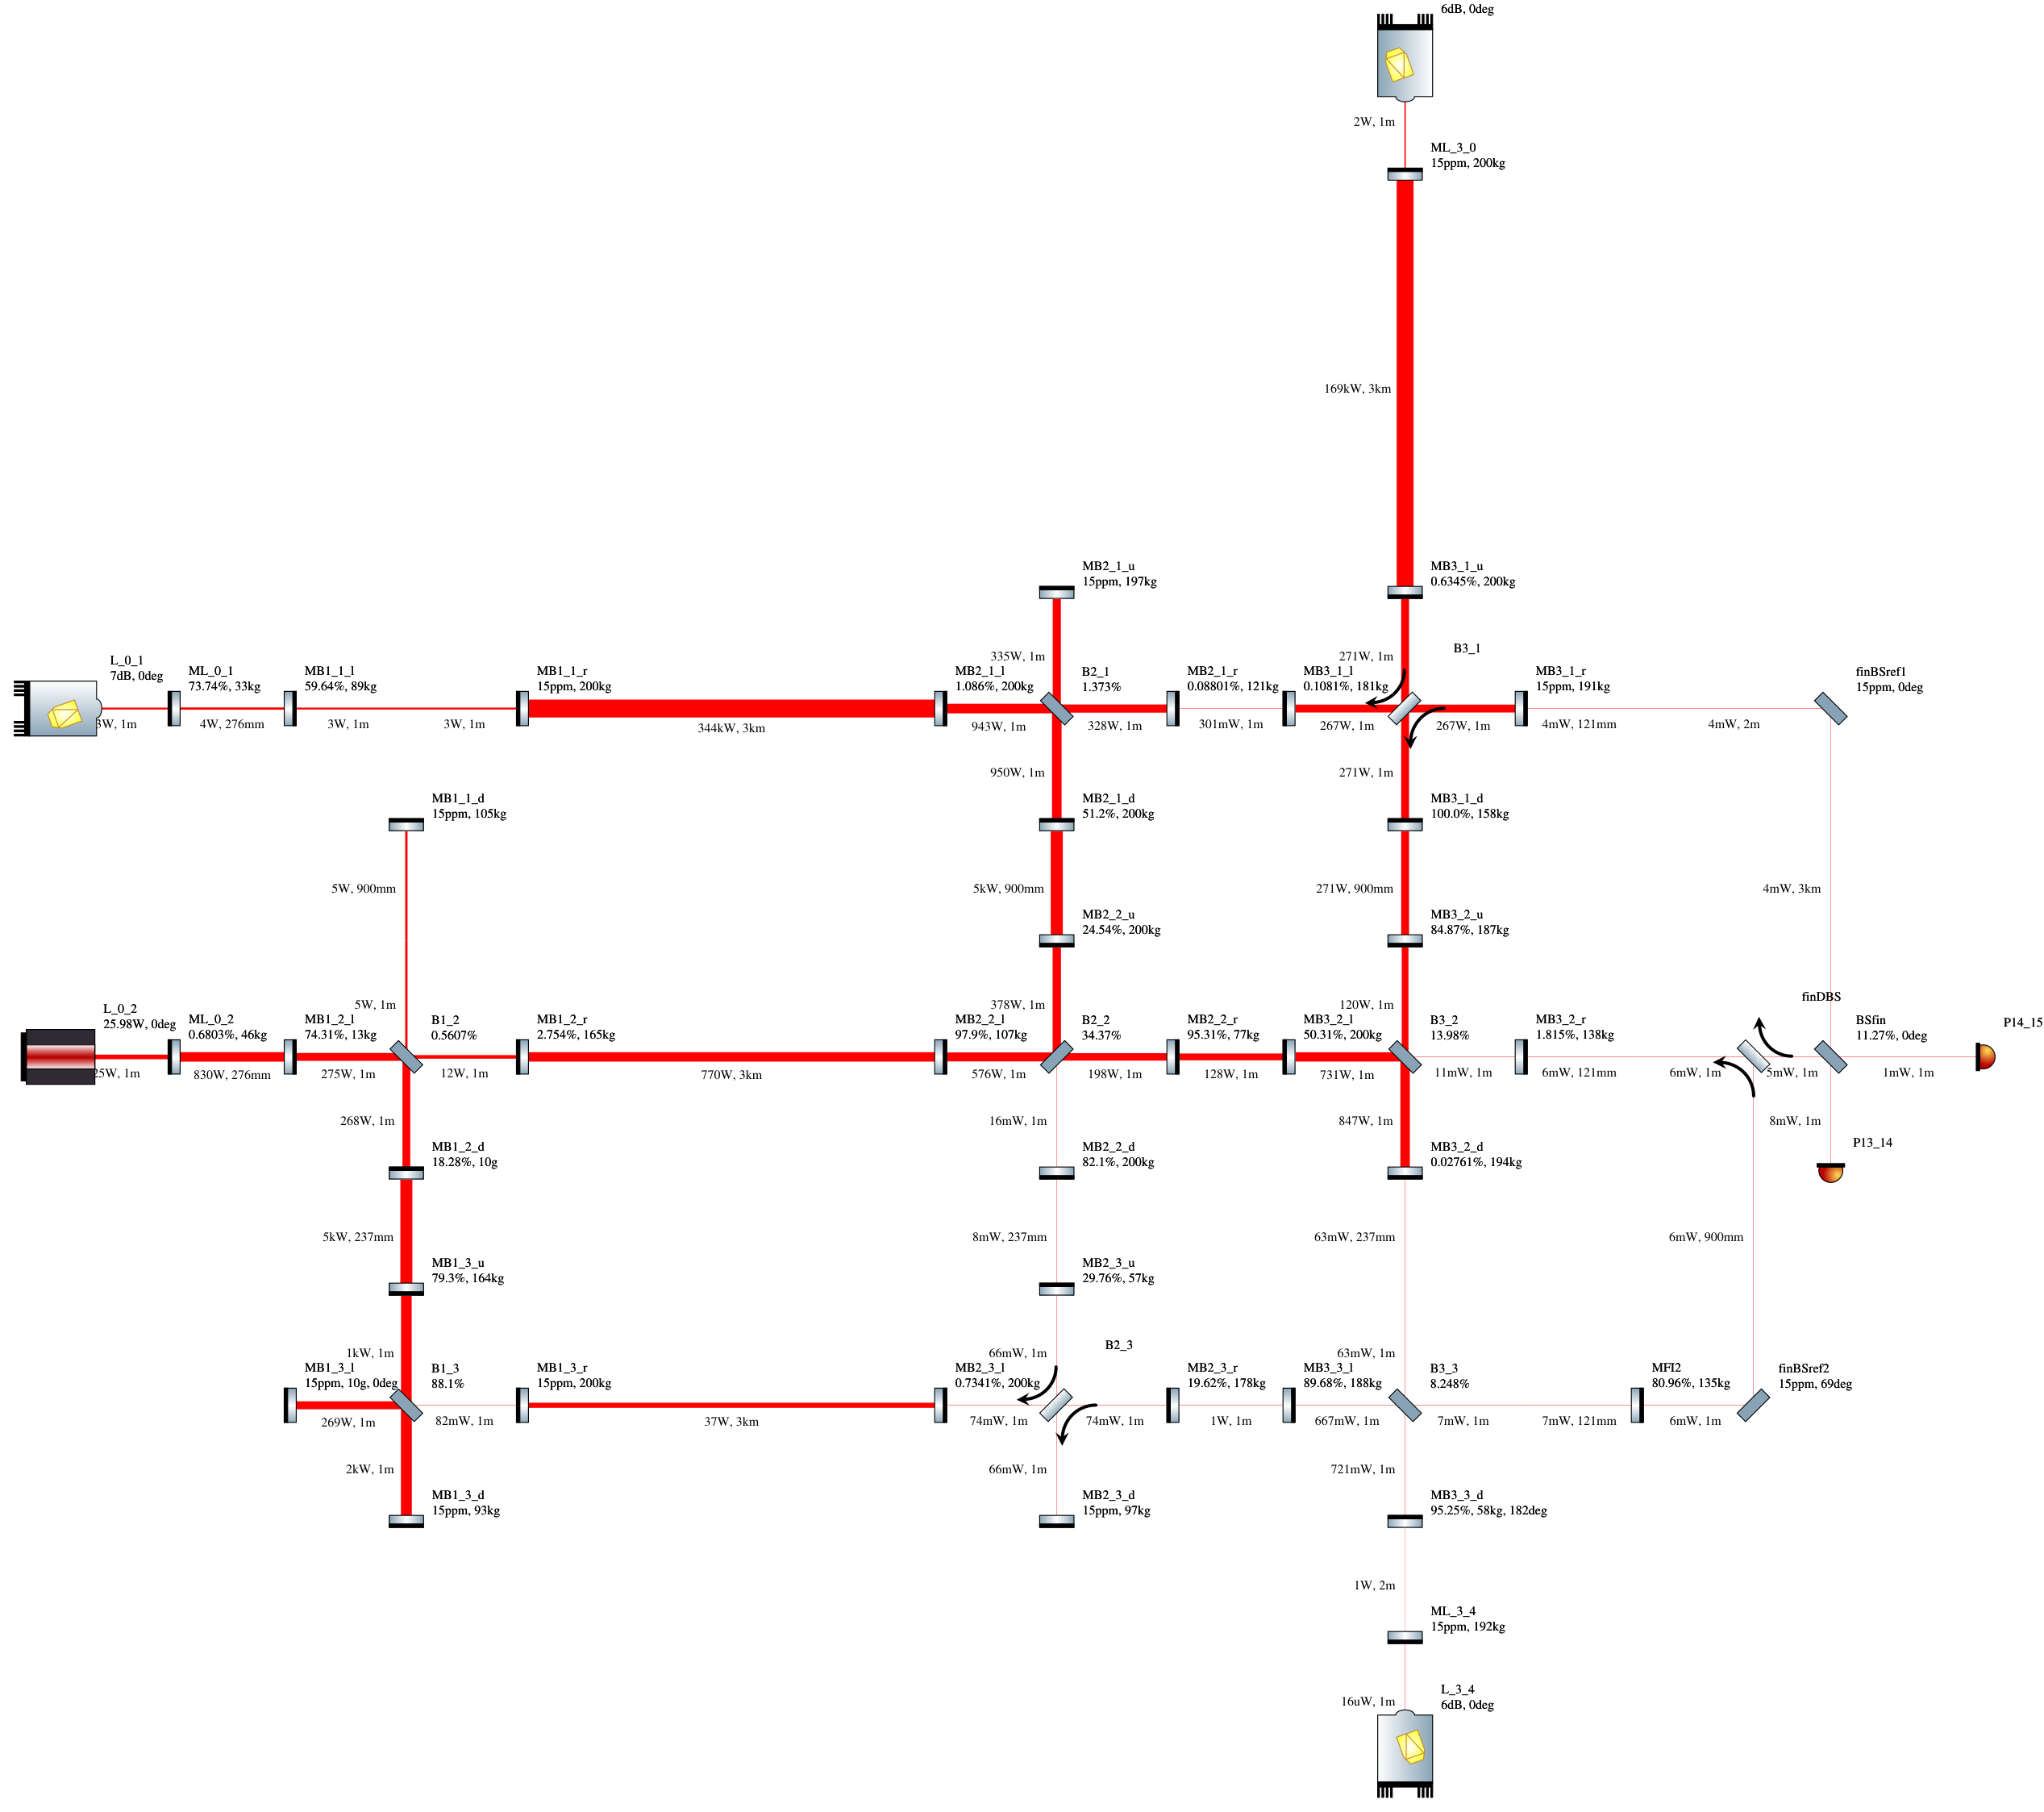 6dB, 0deg
2W, 1m
ML_3_0
15ppm, 200kg
169kW, 3km
MB2_1_u
15ppm, 197kg
MB3_1_u
0.6345%, 200kg
335W, 1m
271W, 1m
B3_1
L_0_1
7dB, 0deg
ML_0_1
73.74%, 33kg
MB1_1_l
59.64%, 89kg
MB1_1_r
15ppm, 200kg
MB2_1_l
1.086%, 200kg
B2_1
1.373%
MB2_1_r
0.08801%, 121kg
MB3_1_l
0.1081%, 181kg
MB3_1_r
15ppm, 191kg
finBSref1
15ppm, 0deg
3W, 1m
4W, 276mm
3W, 1m
3W, 1m
344kW, 3km
943W, 1m
328W, 1m
301mW, 1m
267W, 1m
267W, 1m
4mW, 121mm
4mW, 2m
950W, 1m
271W, 1m
MB1_1_d
15ppm, 105kg
MB2_1_d
51.2%, 200kg
MB3_1_d
100.0%, 158kg
5W, 900mm
5kW, 900mm
271W, 900mm
4mW, 3km
MB2_2_u
24.54%, 200kg
MB3_2_u
84.87%, 187kg
5W, 1m
378W, 1m
120W, 1m
finDBS
L_0_2
25.98W, 0deg
ML_0_2
0.6803%, 46kg
MB1_2_l
74.31%, 13kg
B1_2
0.5607%
MB1_2_r
2.754%, 165kg
MB2_2_l
97.9%, 107kg
B2_2
34.37%
MB2_2_r
95.31%, 77kg
MB3_2_l
50.31%, 200kg
B3_2
13.98%
MB3_2_r
1.815%, 138kg
BSfin
11.27%, 0deg
P14_15
25W, 1m
830W, 276mm
275W, 1m
12W, 1m
770W, 3km
576W, 1m
198W, 1m
128W, 1m
731W, 1m
11mW, 1m
6mW, 121mm
6mW, 1m
5mW, 1m
1mW, 1m
268W, 1m
16mW, 1m
847W, 1m
8mW, 1m
P13_14
MB1_2_d
18.28%, 10g
MB2_2_d
82.1%, 200kg
MB3_2_d
0.02761%, 194kg
5kW, 237mm
8mW, 237mm
63mW, 237mm
6mW, 900mm
MB1_3_u
79.3%, 164kg
MB2_3_u
29.76%, 57kg
1kW, 1m
66mW, 1m
B2_3
63mW, 1m
MB1_3_l
15ppm, 10g, 0deg
B1_3
88.1%
MB1_3_r
15ppm, 200kg
MB2_3_l
0.7341%, 200kg
MB2_3_r
19.62%, 178kg
MB3_3_l
89.68%, 188kg
B3_3
8.248%
MFI2
80.96%, 135kg
finBSref2
15ppm, 69deg
269W, 1m
82mW, 1m
37W, 3km
74mW, 1m
74mW, 1m
1W, 1m
667mW, 1m
7mW, 1m
7mW, 121mm
6mW, 1m
2kW, 1m
66mW, 1m
721mW, 1m
MB1_3_d
15ppm, 93kg
MB2_3_d
15ppm, 97kg
MB3_3_d
95.25%, 58kg, 182deg
1W, 2m
ML_3_4
15ppm, 192kg
16uW, 1m
L_3_4
6dB, 0deg